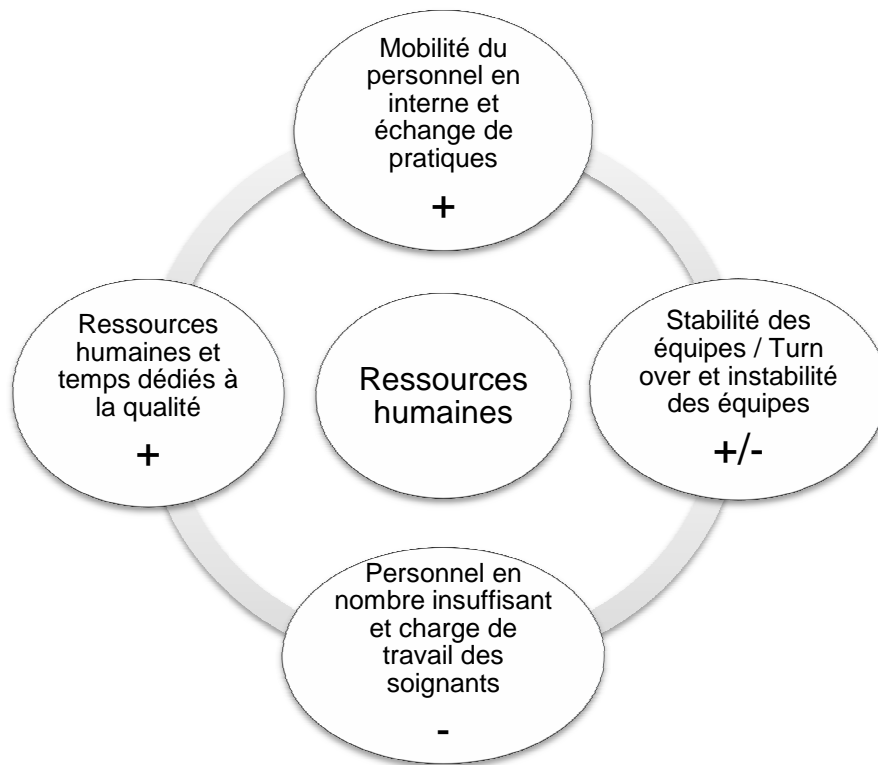 Mobilité du
personnel en
interne et
échange de
pratiques
+
Ressources
humaines et
temps dédiés à
la qualité
+
Ressources
humaines
Stabilité des
équipes / Turn
over et instabilité
des équipes
+/-
Personnel en
nombre insuffisant
et charge de
travail des
soignants
-